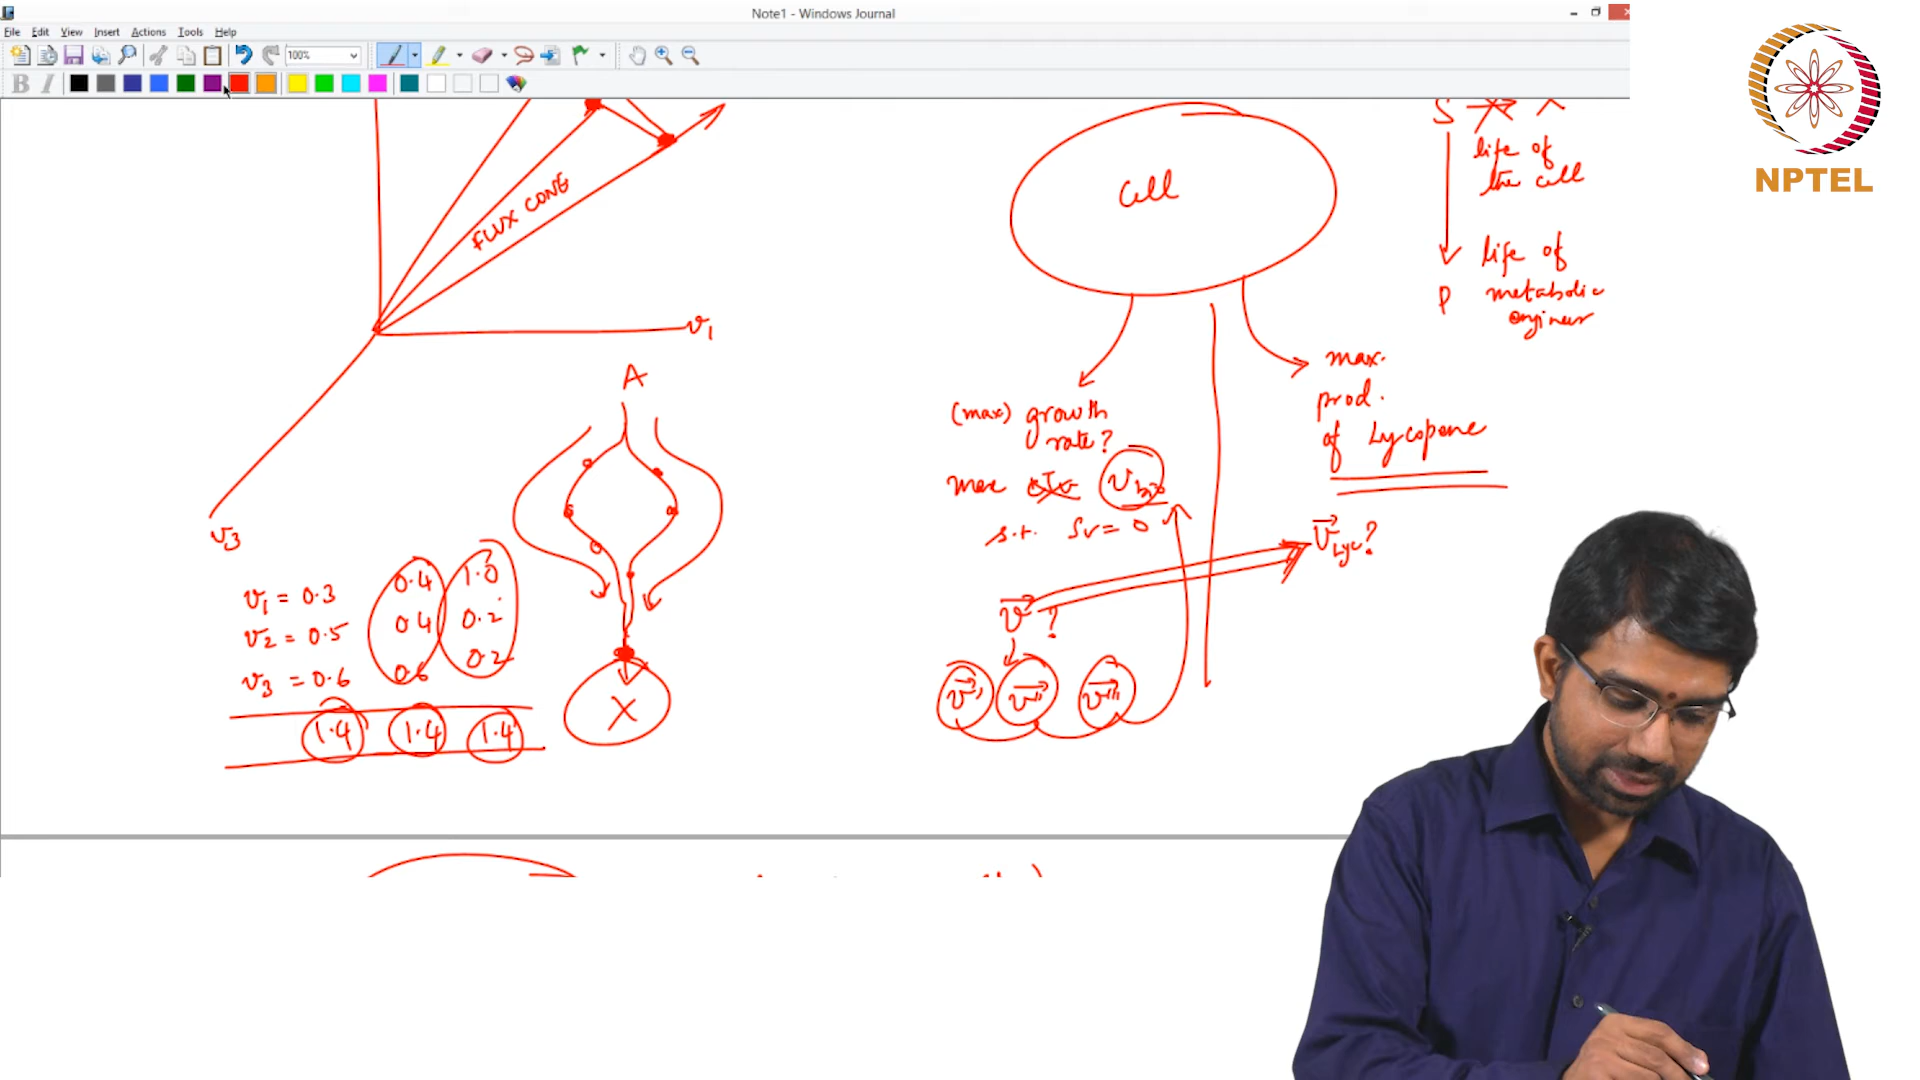 Note1 - Windows Journal
File Edit View Insert Actions Tools Help
100%
B I
NPTEL
FLUX CONE
v1
v3
v1 = 0.3 0.4 1.0
v2 = 0.5 0.4 0.2
v3 = 0.6 0.6 0.2
1.4 1.4 1.4
A
X
Cell
(max) growth
rate?
max v bio
s.t. Sv = 0
v ?
v' v'' v'''
max.
prod.
of Lycopene
v Lyc?
S
life of
the cell
P
life of
metabolic
engineer